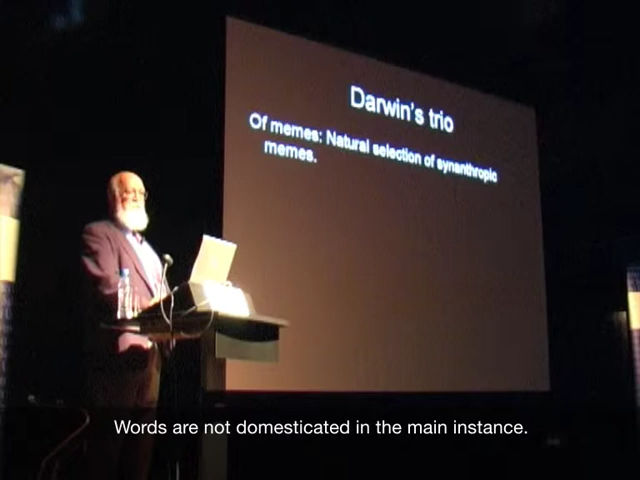 Darwin's trio
Of memes: Natural selection of synanthropic
memes.
Words are not domesticated in the main instance.